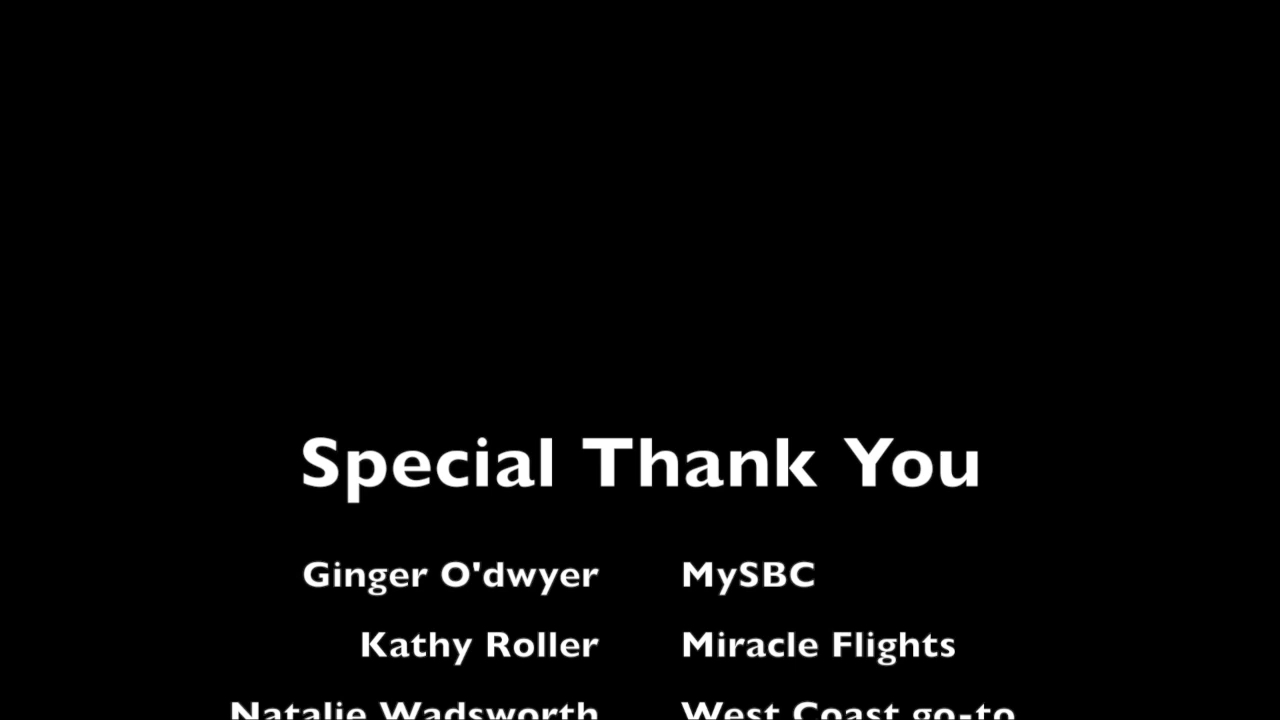 Special Thank You
Ginger O'dwyer MySBC
Kathy Roller Miracle Flights
Natalie Wadsworth West Coast go-to